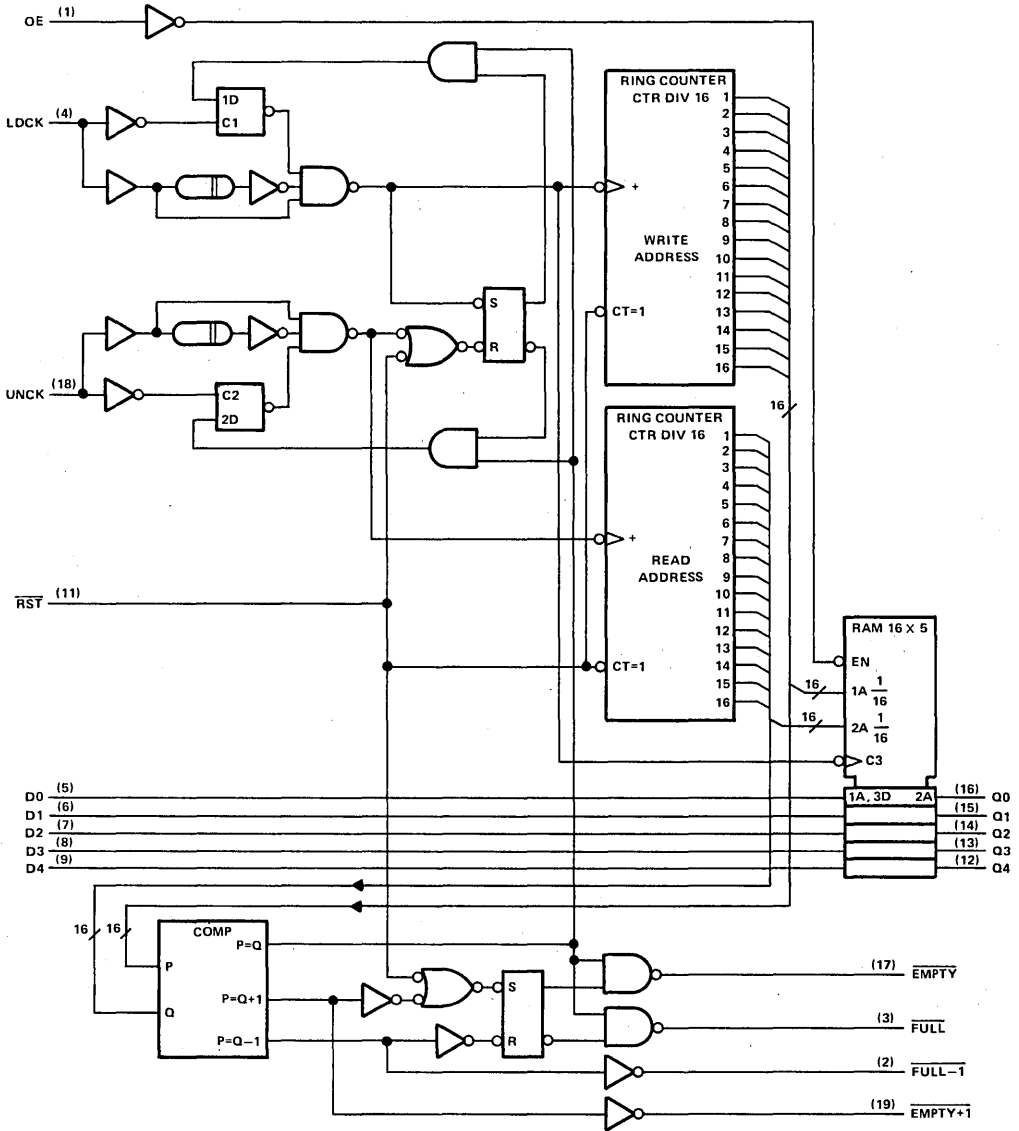 OE (1)
LDCK (4)
1D
C1
RING COUNTER
CTR DIV 16
1
2
3
4
5
6
7
8
9
10
11
12
13
14
15
16
+
WRITE
ADDRESS
CT=1
S
R
UNCK (18)
C2
2D
16
RING COUNTER
CTR DIV 16
1
2
3
4
5
6
7
8
9
10
11
12
13
14
15
16
+
READ
ADDRESS
CT=1
RST (11)
RAM 16 X 5
EN
16
1A 1/16
16
2A 1/16
C3
D0 (5)
1A, 3D 2A
(16) Q0
D1 (6)
(15) Q1
D2 (7)
(14) Q2
D3 (8)
(13) Q3
D4 (9)
(12) Q4
16
16
COMP
P=Q
P
P=Q+1
Q
P=Q−1
S
R
(17) EMPTY
(3) FULL
(2) FULL−1
(19) EMPTY+1